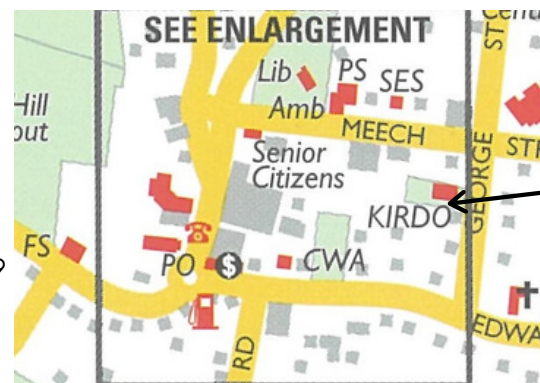 SEE ENLARGEMENT
ST
Lib
PS
SES
Amb
MEECH
Hill
out
Senior
Citizens
GEORGE
KIRDO
FS
PO
$
CWA
RD
EDWA